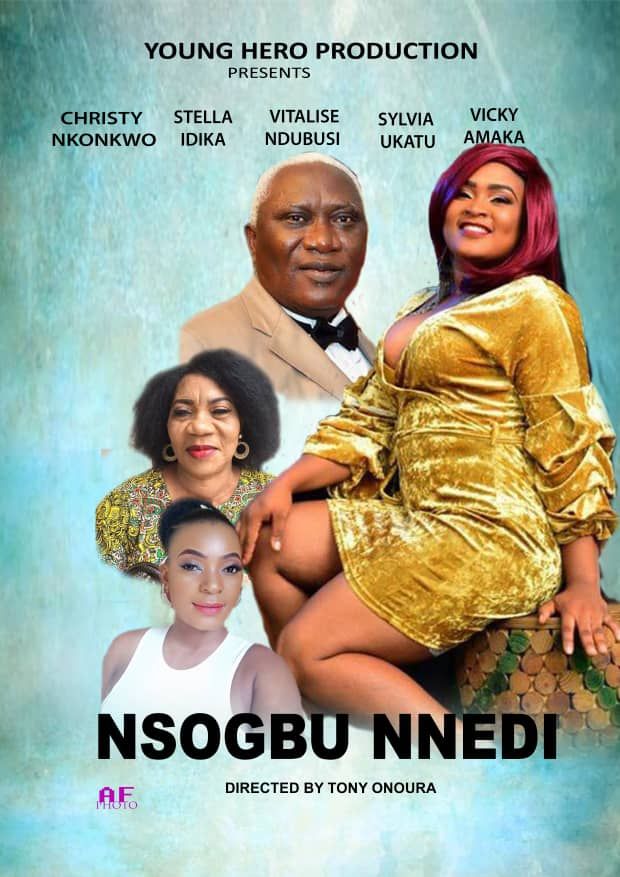 YOUNG HERO PRODUCTION
PRESENTS
CHRISTY NKONKWO
STELLA IDIKA
VITALISE NDUBUSI
SYLVIA UKATU
VICKY AMAKA
NSOGBU NNEDI
DIRECTED BY TONY ONOURA
AF
PHOTO